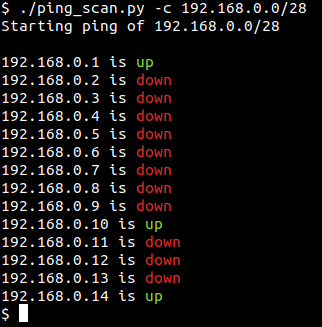 $ ./ping_scan.py -c 192.168.0.0/28
Starting ping of 192.168.0.0/28
192.168.0.1 is up
192.168.0.2 is down
192.168.0.3 is down
192.168.0.4 is down
192.168.0.5 is down
192.168.0.6 is down
192.168.0.7 is down
192.168.0.8 is down
192.168.0.9 is down
192.168.0.10 is up
192.168.0.11 is down
192.168.0.12 is down
192.168.0.13 is down
192.168.0.14 is up
$